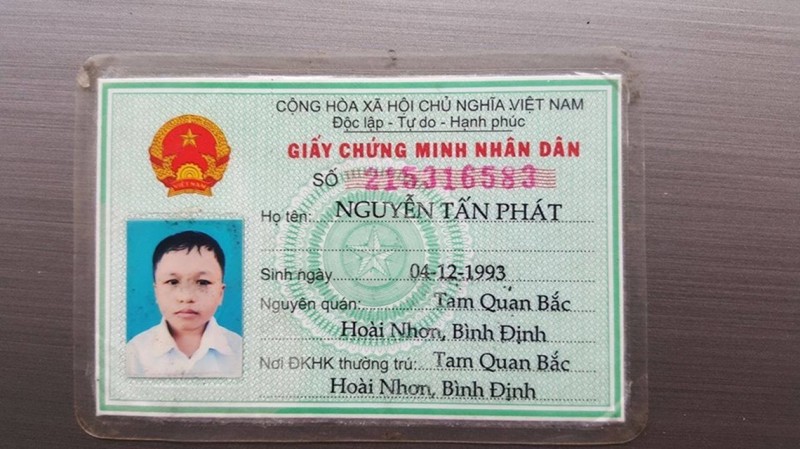 CỘNG HÒA XÃ HỘI CHỦ NGHĨA VIỆT NAM
Độc lập - Tự do - Hạnh phúc
GIẤY CHỨNG MINH NHÂN DÂN
SỐ 215316583
Họ tên: NGUYỄN TẤN PHÁT
Sinh ngày 04-12-1993
Nguyên quán: Tam Quan Bắc
Hoài Nhơn, Bình Định
Nơi ĐKHK thường trú: Tam Quan Bắc
Hoài Nhơn, Bình Định
VIỆT NAM